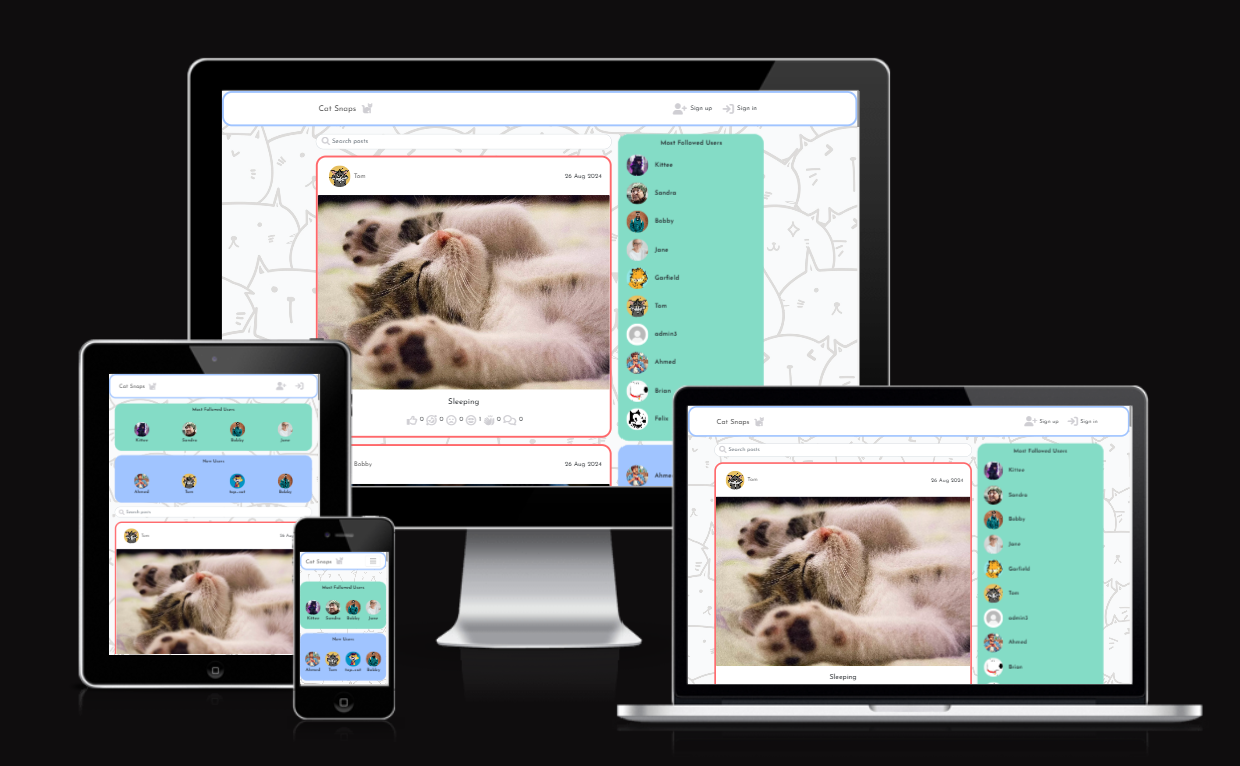 Cat Snaps
Sign up
Sign in
Search posts
Tom
26 Aug 2024
Sleeping
0 0 0 1 0 0
Bobby
26 Aug 2024
Most Followed Users
Kittee
Sandra
Bobby
Jane
Garfield
Tom
admin3
Ahmed
Brian
Felix
Ahme
Cat Snaps
Most Followed Users
Kittee Sandra Bobby Jane
New Users
Ahmed Tom top_cat Bobby
Search posts
Tom
26 Aug
Cat Snaps
Most Followed Users
Kittee Sandra Bobby Jane
New Users
Ahmed Tom top_cat Bobby
Cat Snaps
Sign up
Sign in
Search posts
Tom
26 Aug 2024
Sleeping
Most Followed Users
Kittee
Sandra
Bobby
Jane
Garfield
Tom
admin3
Ahmed
Brian